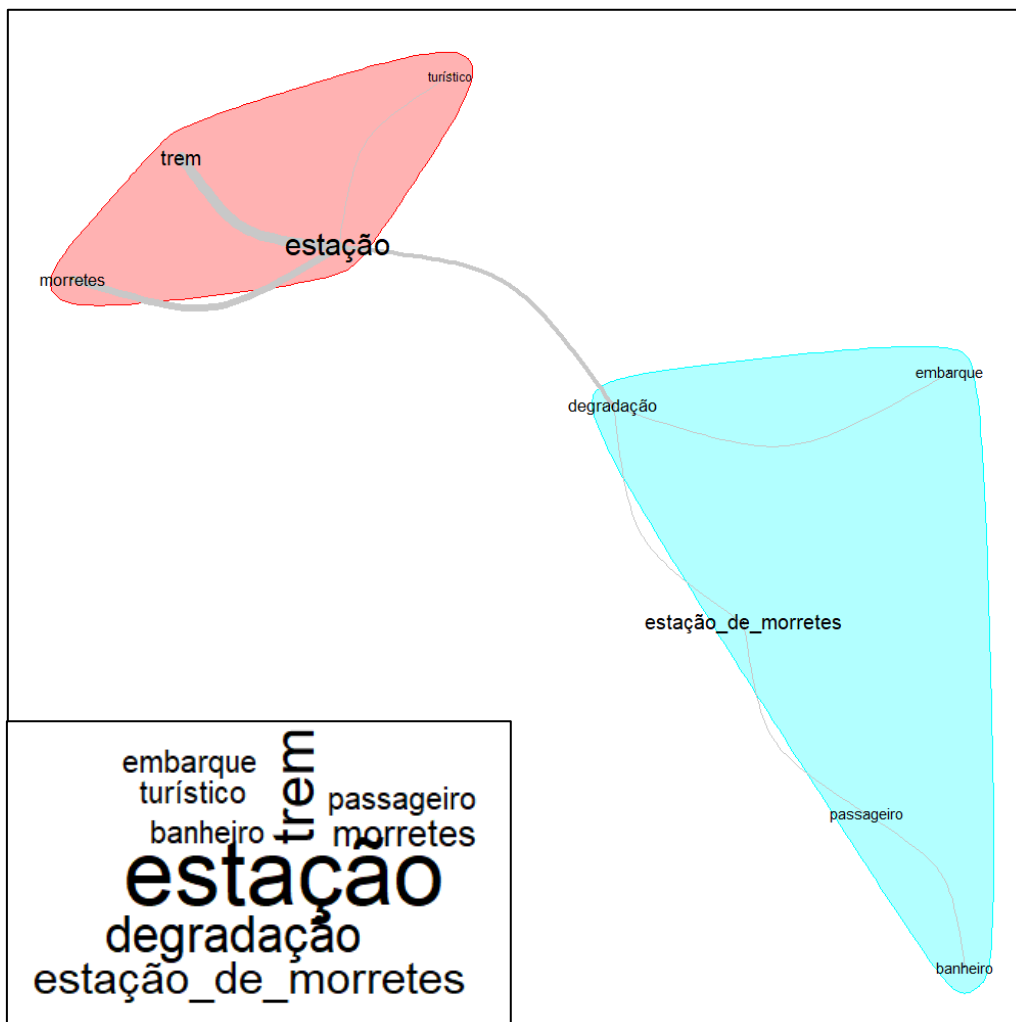 turístico
trem
estação
morretes
embarque
degradação
estação_de_morretes
passageiro
banheiro
embarque
trem
turístico
passageiro
banheiro
morretes
estação
degradação
estação_de_morretes